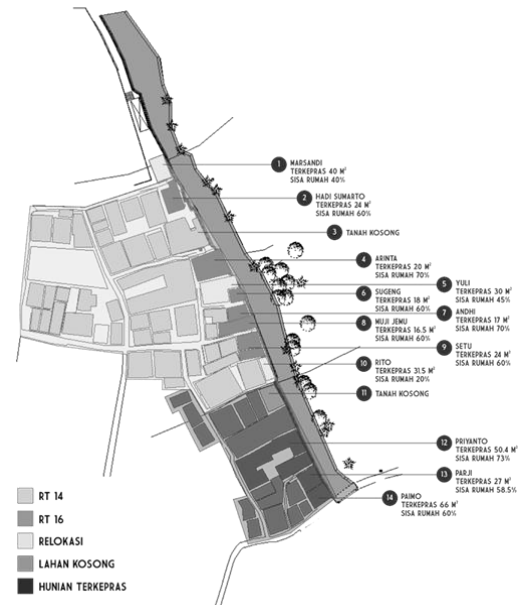 1 MARSANDI
TERKEPRAS 40 M²
SISA RUMAH 40%
2 HADI SUMARTO
TERKEPRAS 24 M²
SISA RUMAH 60%
3 TANAH KOSONG
4 ARINTA
TERKEPRAS 20 M²
SISA RUMAH 70%
5 YULI
TERKEPRAS 30 M²
SISA RUMAH 45%
6 SUGENG
TERKEPRAS 18 M²
SISA RUMAH 60%
7 ANDHI
TERKEPRAS 17 M²
SISA RUMAH 70%
8 MUJI JEMU
TERKEPRAS 16.5 M²
SISA RUMAH 60%
9 SETU
TERKEPRAS 24 M²
SISA RUMAH 60%
10 RITO
TERKEPRAS 31.5 M²
SISA RUMAH 20%
11 TANAH KOSONG
12 PRIYANTO
TERKEPRAS 50.4 M²
SISA RUMAH 73%
13 PARJI
TERKEPRAS 27 M²
SISA RUMAH 58.5%
14 PAIMO
TERKEPRAS 66 M²
SISA RUMAH 60%
RT 14
RT 16
RELOKASI
LAHAN KOSONG
HUNIAN TERKEPRAS